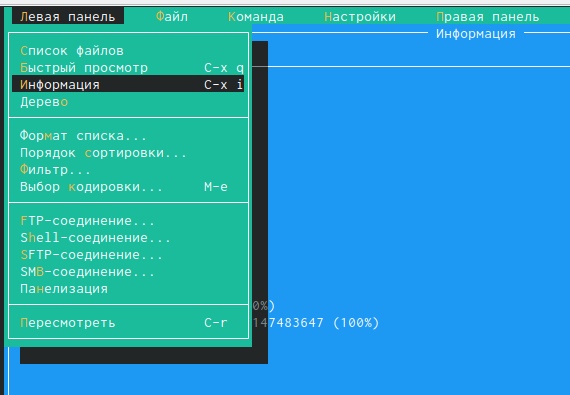 Левая панель Файл Команда Настройки Правая панель
Информация
Список файлов
Быстрый просмотр C-x q
Информация C-x i
Дерево
Формат списка...
Порядок сортировки...
Фильтр...
Выбор кодировки... M-e
FTP-соединение...
Shell-соединение...
SFTP-соединение...
SMB-соединение...
Панелизация
0%)
Пересмотреть C-r 147483647 (100%)